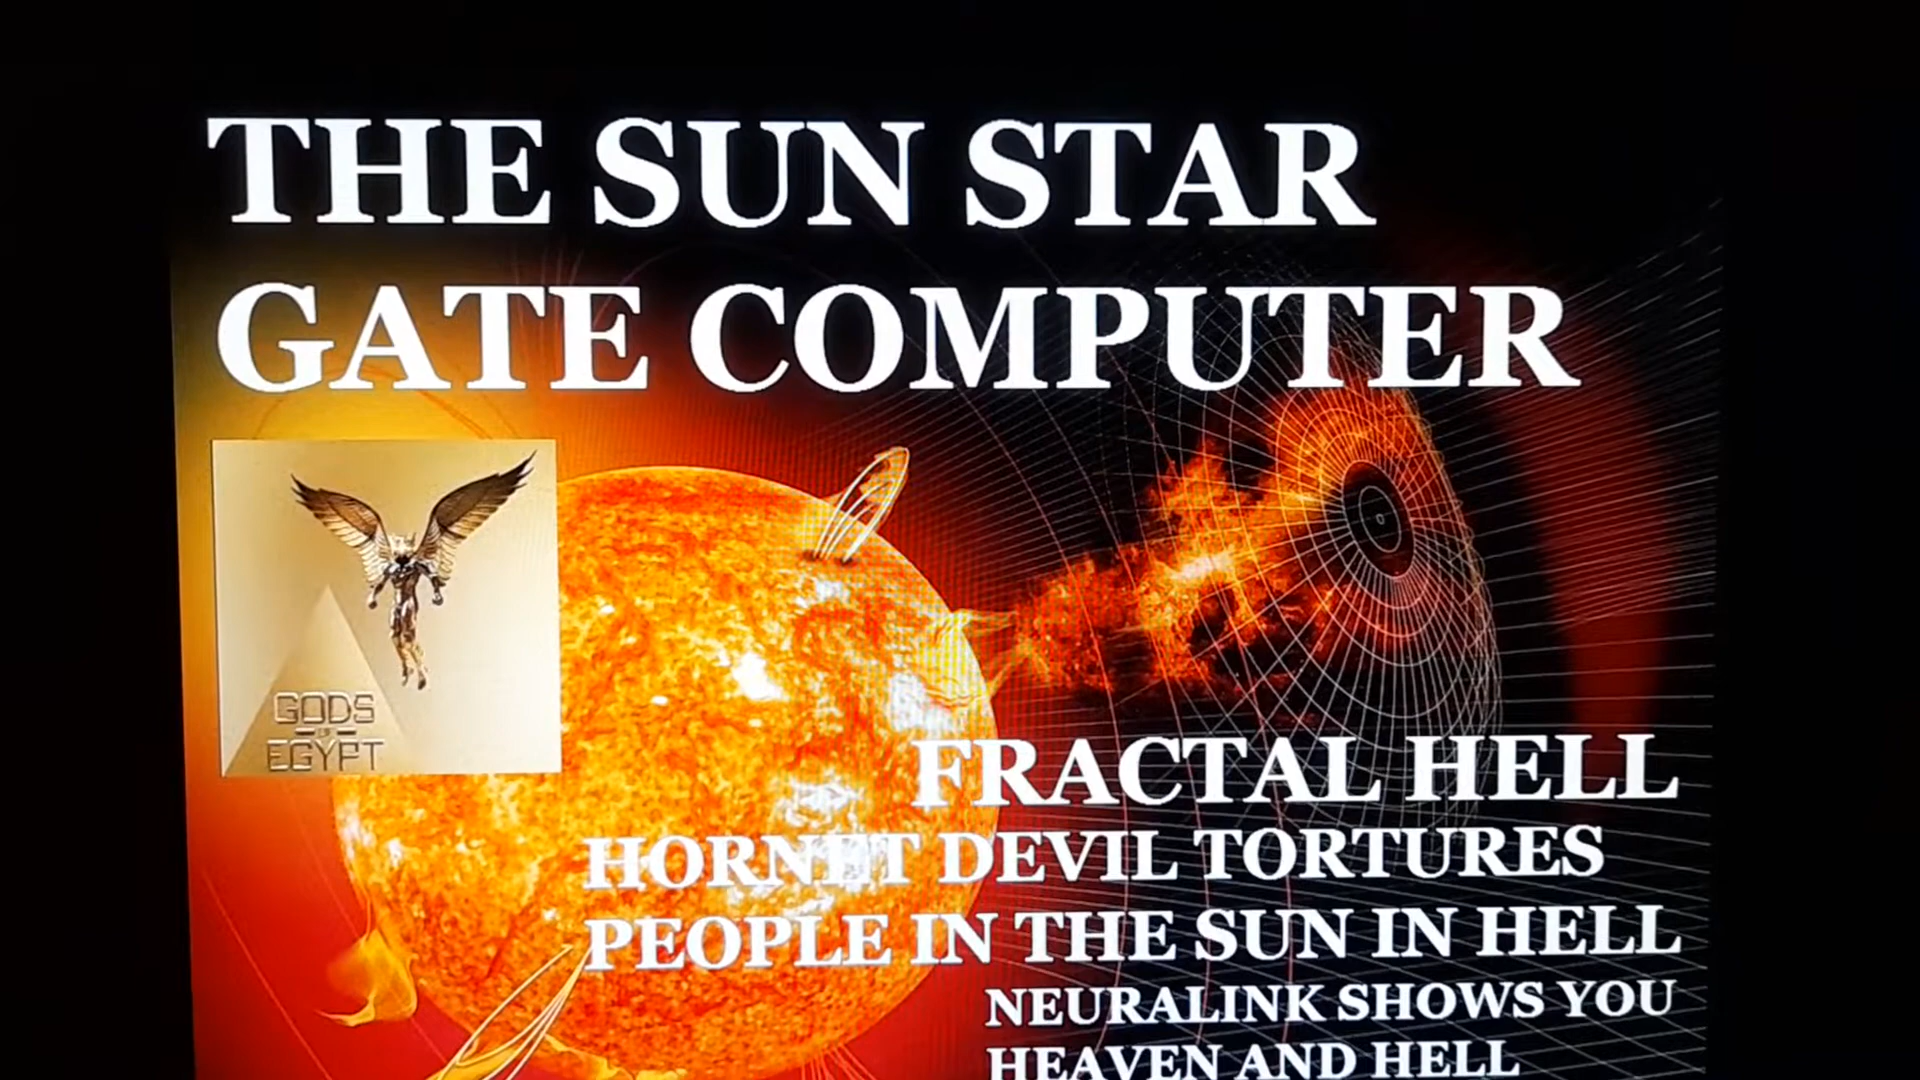 THE SUN STAR
GATE COMPUTER
GODS
OF
EGYPT
FRACTAL HELL
HORNET DEVIL TORTURES
PEOPLE IN THE SUN IN HELL
NEURALINK SHOWS YOU
HEAVEN AND HELL